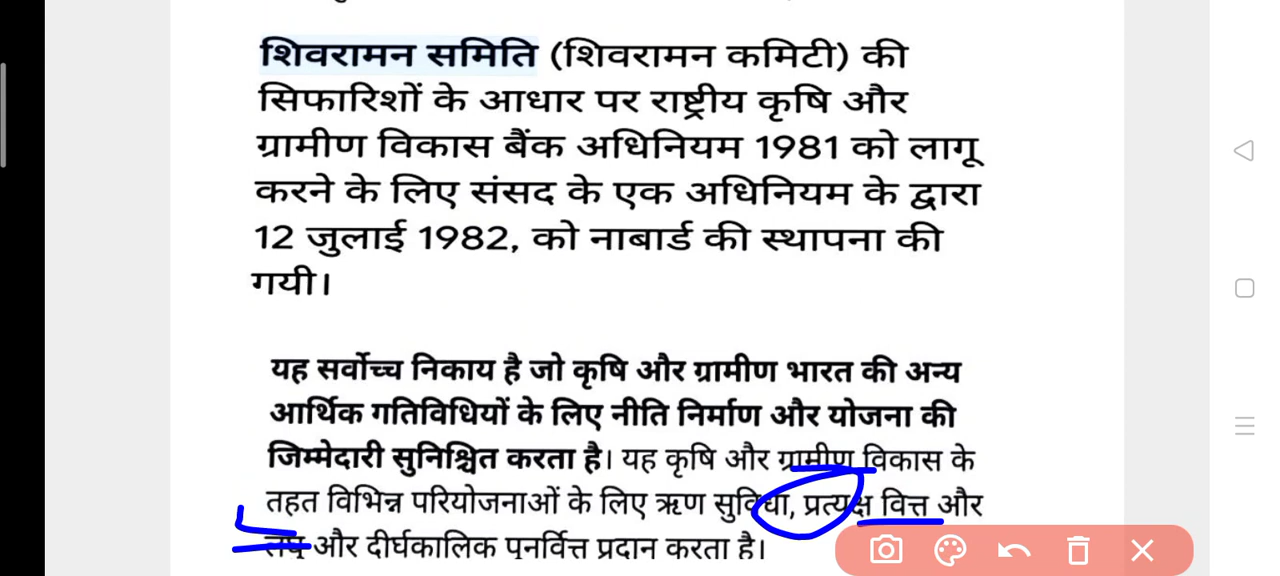 शिवरामन समिति (शिवरामन कमिटी) की
सिफारिशों के आधार पर राष्ट्रीय कृषि और
ग्रामीण विकास बैंक अधिनियम 1981 को लागू
करने के लिए संसद के एक अधिनियम के द्वारा
12 जुलाई 1982, को नाबार्ड की स्थापना की
गयी।
यह सर्वोच्च निकाय है जो कृषि और ग्रामीण भारत की अन्य
आर्थिक गतिविधियों के लिए नीति निर्माण और योजना की
जिम्मेदारी सुनिश्चित करता है। यह कृषि और ग्रामीण विकास के
तहत विभिन्न परियोजनाओं के लिए ऋण सुविधा, प्रत्यक्ष वित्त और
और दीर्घकालिक पुनर्वित्त प्रदान करता है।